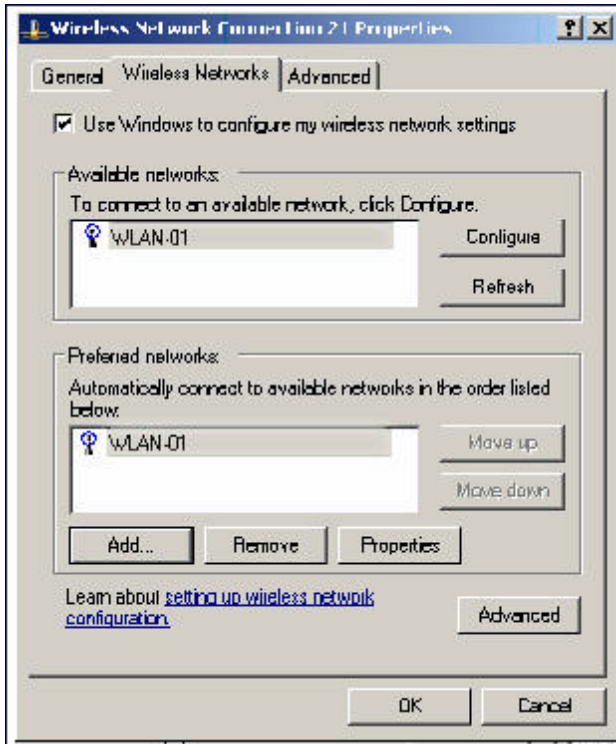 Wireless Network Connection 21 Properties
General
Wireless Networks
Advanced
Use Windows to configure my wireless network settings
Available networks:
To connect to an available network, click Configure.
WLAN-01
Configure
Refresh
Preferred networks:
Automatically connect to available networks in the order listed
below:
WLAN-01
Move up
Move down
Add...
Remove
Properties
Learn about setting up wireless network
configuration.
Advanced
OK
Cancel